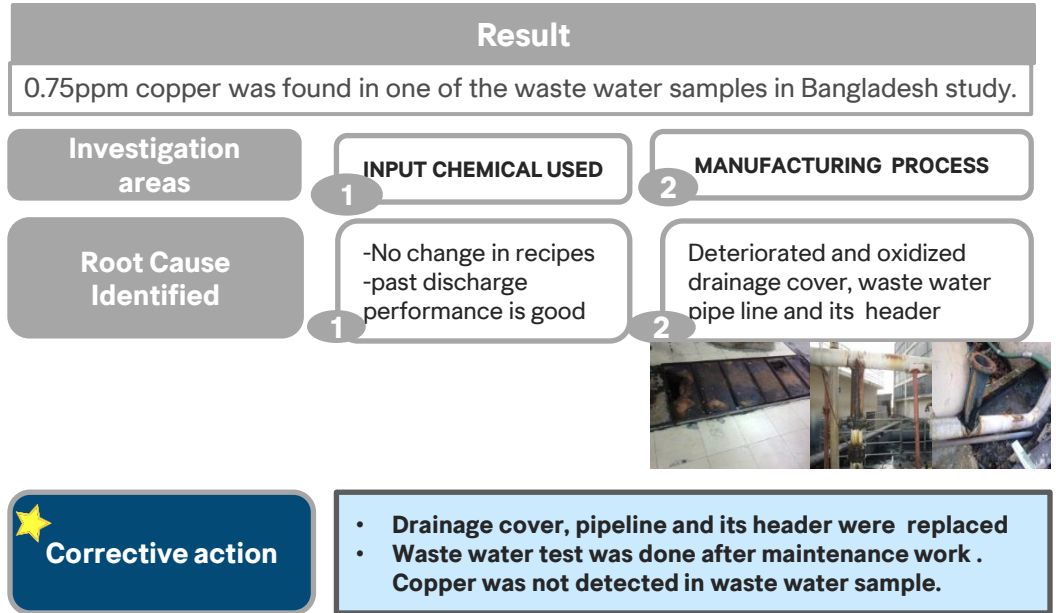 Result
0.75ppm copper was found in one of the waste water samples in Bangladesh study.
Investigation
areas
1
INPUT CHEMICAL USED
2
MANUFACTURING PROCESS
Root Cause
Identified
-No change in recipes
-past discharge
performance is good
1
Deteriorated and oxidized
drainage cover, waste water
pipe line and its header
2
Corrective action
• Drainage cover, pipeline and its header were replaced
• Waste water test was done after maintenance work .
Copper was not detected in waste water sample.